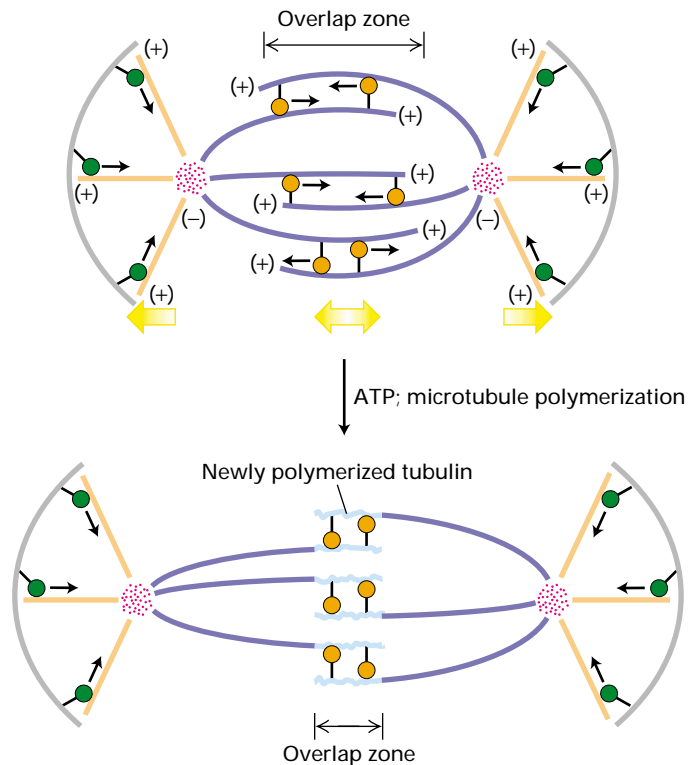 Overlap zone
(+) (+)
(+) (+)
(+) (+)
(+) (+) (+)
(+)
(−) (−)
(+)
(+)
(+) (+)
ATP; microtubule polymerization
Newly polymerized tubulin
Overlap zone